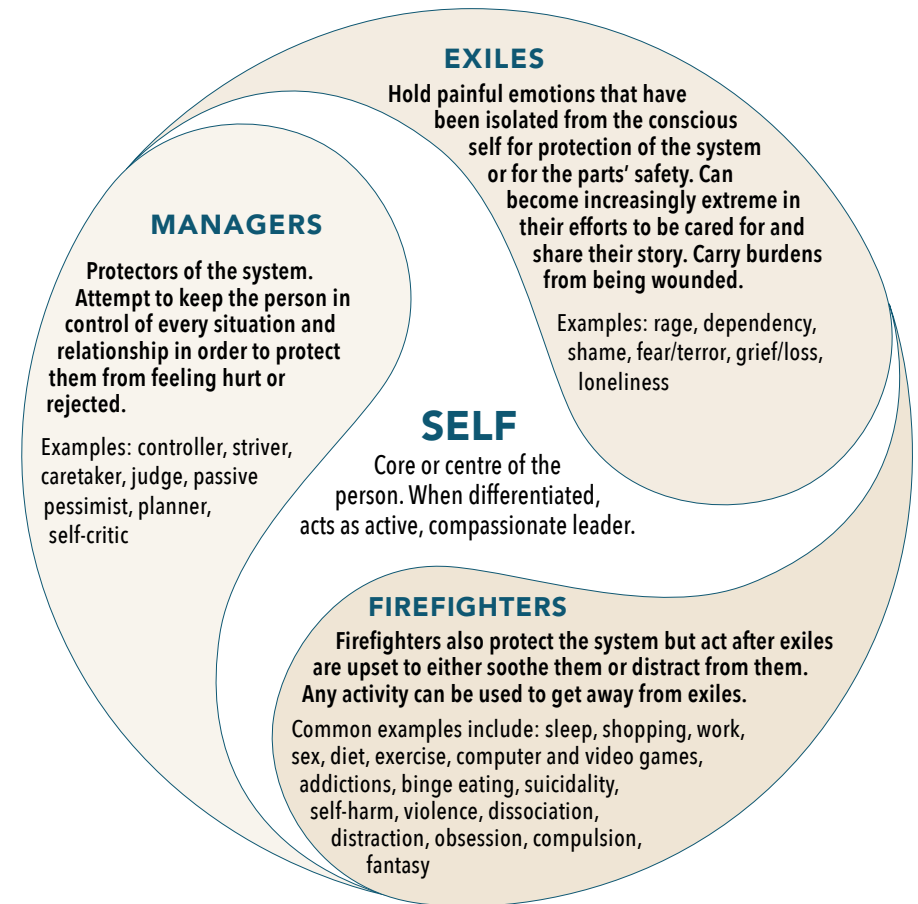 EXILES
Hold painful emotions that have
been isolated from the conscious
self for protection of the system
or for the parts’ safety. Can
become increasingly extreme in
their efforts to be cared for and
share their story. Carry burdens
from being wounded.
Examples: rage, dependency,
shame, fear/terror, grief/loss,
loneliness
MANAGERS
Protectors of the system.
Attempt to keep the person in
control of every situation and
relationship in order to protect
them from feeling hurt or
rejected.
Examples: controller, striver,
caretaker, judge, passive
pessimist, planner,
self-critic
SELF
Core or centre of the
person. When differentiated,
acts as active, compassionate leader.
FIREFIGHTERS
Firefighters also protect the system but act after exiles
are upset to either soothe them or distract from them.
Any activity can be used to get away from exiles.
Common examples include: sleep, shopping, work,
sex, diet, exercise, computer and video games,
addictions, binge eating, suicidality,
self-harm, violence, dissociation,
distraction, obsession, compulsion,
fantasy